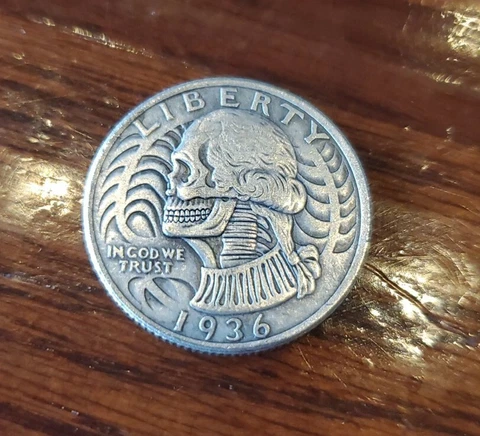 LIBERTY
IN GOD WE
TRUST
1936